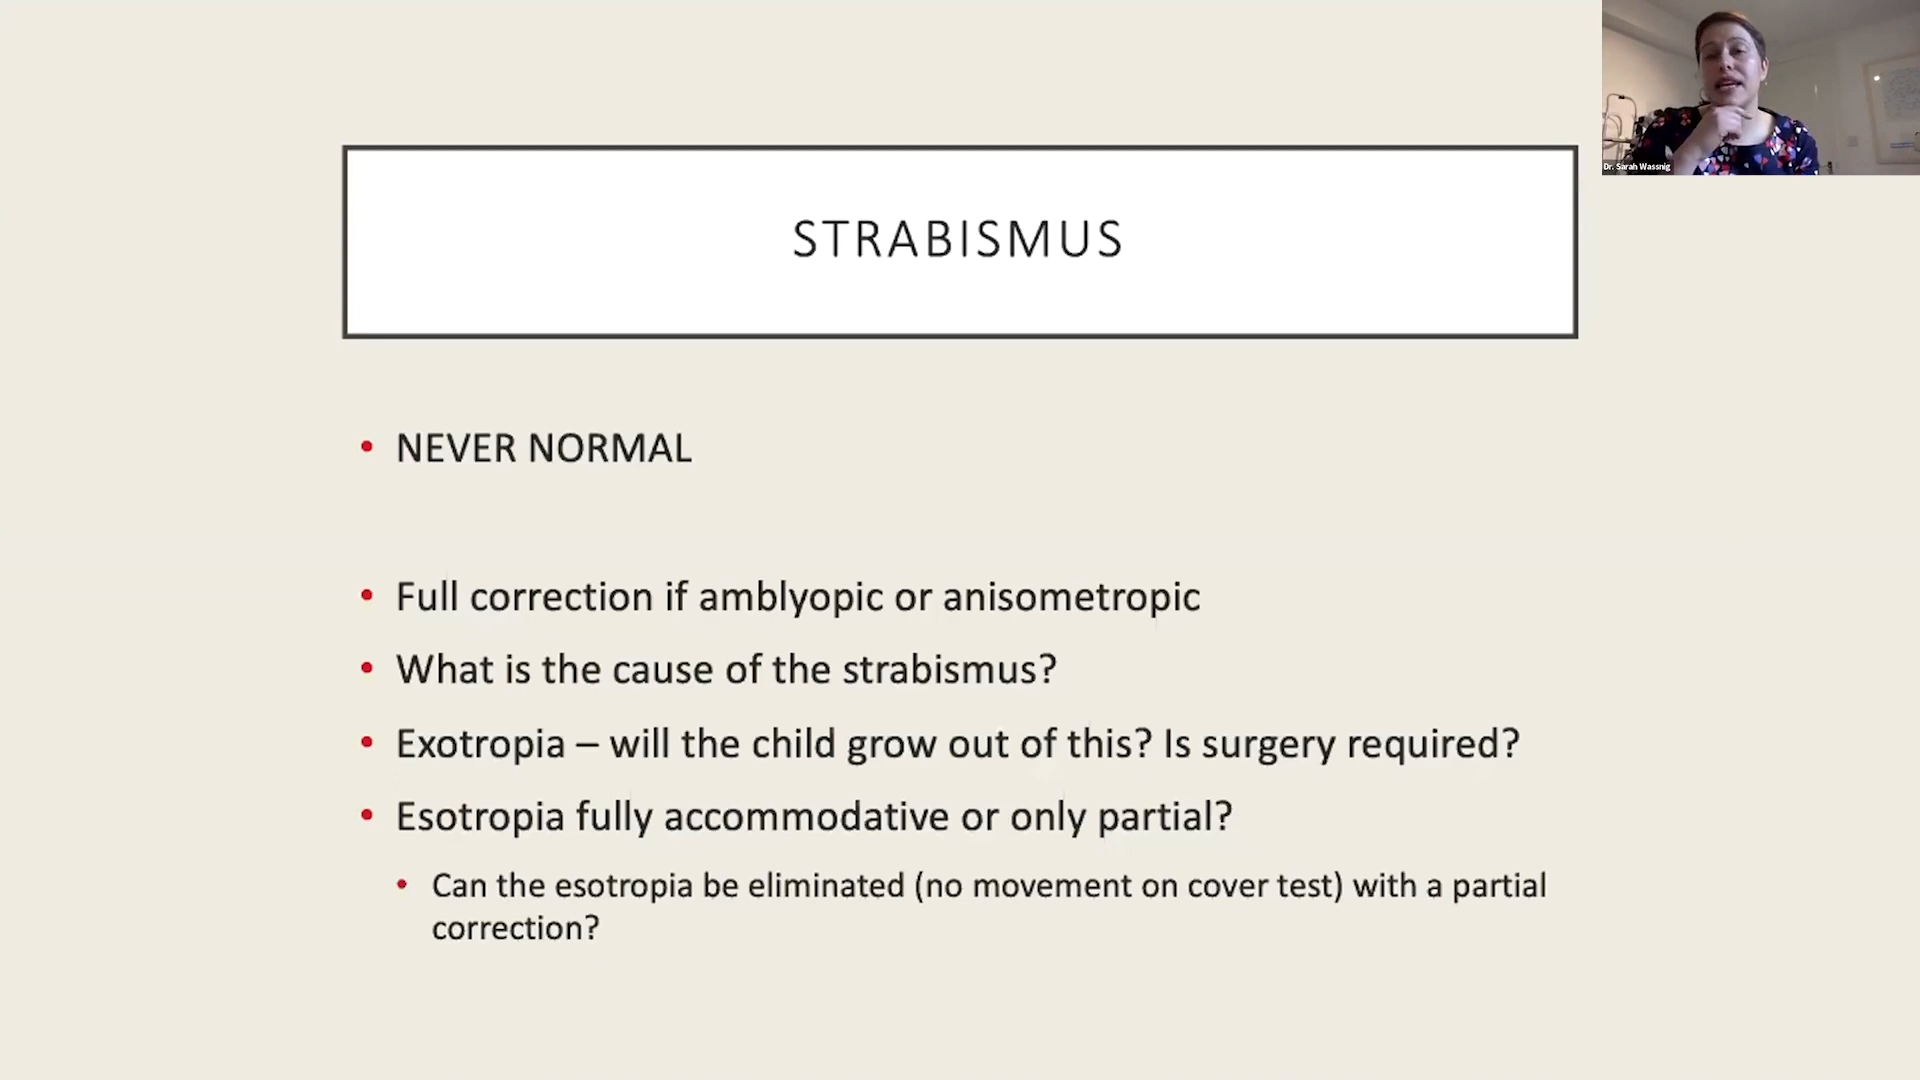 Dr. Sarah Wassnig
STRABISMUS
• NEVER NORMAL
• Full correction if amblyopic or anisometropic
• What is the cause of the strabismus?
• Exotropia – will the child grow out of this? Is surgery required?
• Esotropia fully accommodative or only partial?
• Can the esotropia be eliminated (no movement on cover test) with a partial
correction?